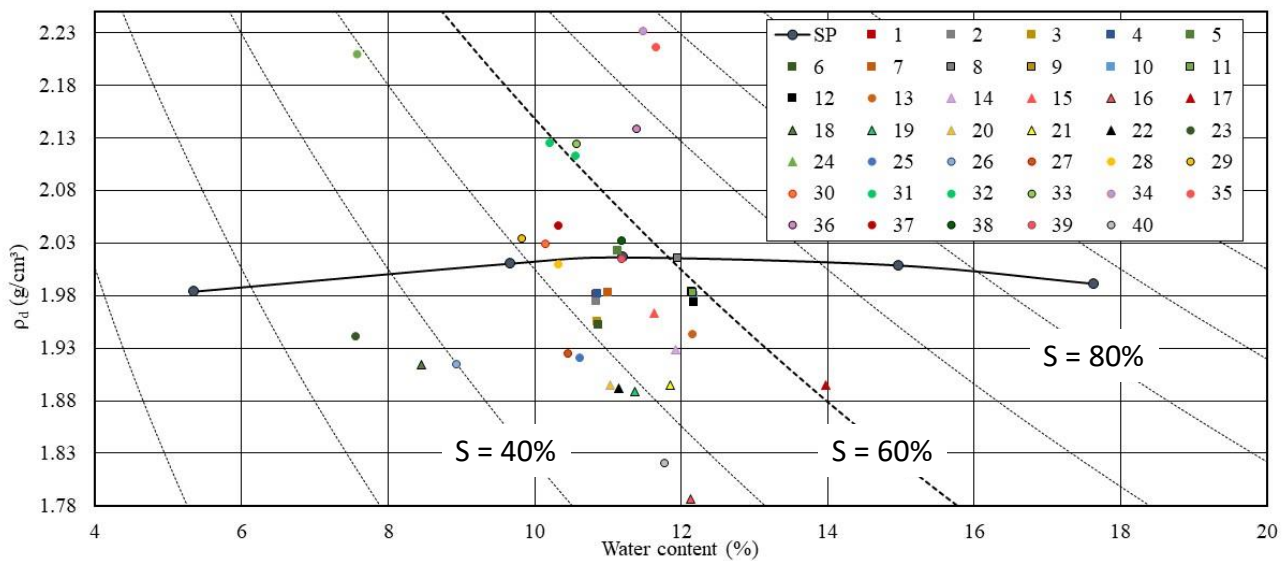 2.23
2.18
2.13
2.08
2.03
1.98
1.93
1.88
1.83
1.78
ρd (g/cm³)
SP 1 2 3 4 5
6 7 8 9 10 11
12 13 14 15 16 17
18 19 20 21 22 23
24 25 26 27 28 29
30 31 32 33 34 35
36 37 38 39 40
S = 80%
S = 40%
S = 60%
4 6 8 10 12 14 16 18 20
Water content (%)